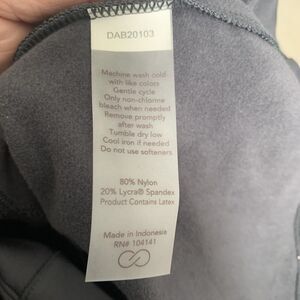 DAB20103
Machine wash cold
with like colors
Gentle cycle
Only non-chlorine
bleach when needed
Remove promptly
after wash
Tumble dry low
Cool iron if needed
Do not use softeners.
80% Nylon
20% Lycra® Spandex
Product Contains Latex
Made in Indonesia
RN# 104141